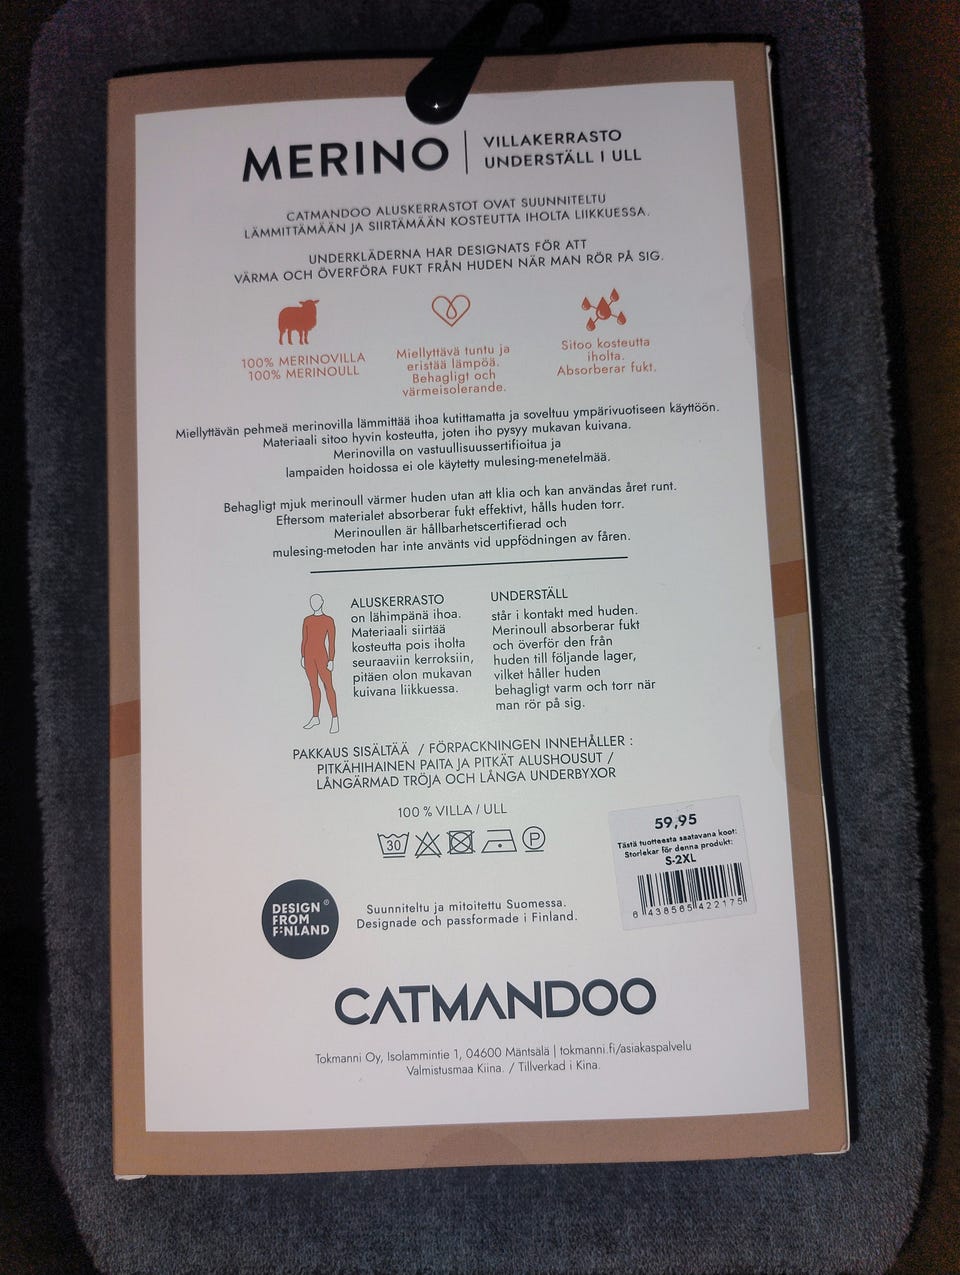 MERINO
VILLAKERRASTO
UNDERSTÄLL I ULL
CATMANDOO ALUSKERRASTOT OVAT SUUNNITELTU
LÄMMITTÄMÄÄN JA SIIRTÄMÄÄN KOSTEUTTA IHOLTA LIIKKUESSA.
UNDERKLÄDERNA HAR DESIGNATS FÖR ATT
VÄRMA OCH ÖVERFÖRA FUKT FRÅN HUDEN NÄR MAN RÖR PÅ SIG.
100% MERINOVILLA
100% MERINOULL
Miellyttävä tuntu ja
eristää lämpöä.
Behagligt och
värmeisolerande.
Sitoo kosteutta
iholta.
Absorberar fukt.
Miellyttävän pehmeä merinovilla lämmittää ihoa kutittamatta ja soveltuu ympärivuotiseen käyttöön.
Materiaali sitoo hyvin kosteutta, joten iho pysyy mukavan kuivana.
Merinovilla on vastuullisuussertifioitua ja
lampaiden hoidossa ei ole käytetty mulesing-menetelmää.
Behagligt mjuk merinoull värmer huden utan att klia och kan användas året runt.
Eftersom materialet absorberar fukt effektivt, hålls huden torr.
Merinoullen är hållbarhetscertifierad och
mulesing-metoden har inte använts vid uppfödningen av fåren.
ALUSKERRASTO
on lähimpänä ihoa.
Materiaali siirtää
kosteutta pois iholta
seuraaviin kerroksiin,
pitäen olon mukavan
kuivana liikkuessa.
UNDERSTÄLL
står i kontakt med huden.
Merinoull absorberar fukt
och överför den från
huden till följande lager,
vilket håller huden
behagligt varm och torr när
man rör på sig.
PAKKAUS SISÄLTÄÄ / FÖRPACKNINGEN INNEHÅLLER :
PITKÄHIHAINEN PAITA JA PITKÄT ALUSHOUSUT /
LÅNGÄRMAD TRÖJA OCH LÅNGA UNDERBYXOR
100 % VILLA / ULL
30
P
59,95
Tästä tuotteesta saatavana koot:
Storlekar för denna produkt:
S-2XL
6 438565 422175
DESIGN
FROM
FINLAND
Suunniteltu ja mitoitettu Suomessa.
Designade och passformade i Finland.
CATMANDOO
Tokmanni Oy, Isolammintie 1, 04600 Mäntsälä | tokmanni.fi/asiakaspalvelu
Valmistusmaa Kiina. / Tillverkad i Kina.